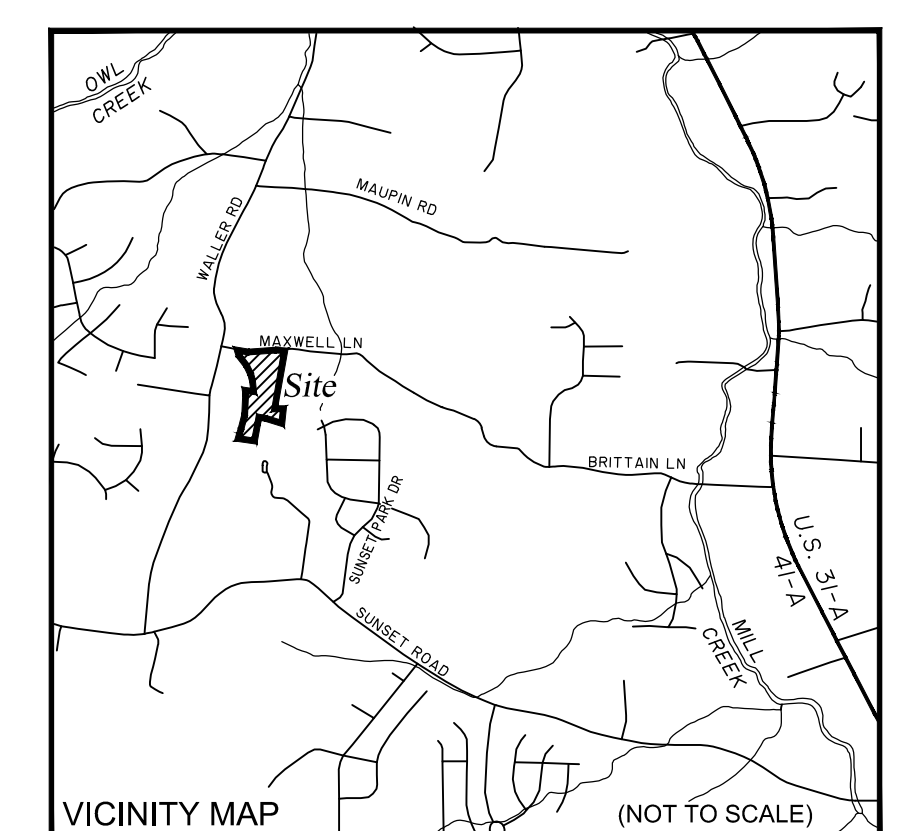 OWL
CREEK
MAUPIN RD
WALLER RD
MAXWELL LN
Site
BRITTAIN LN
SUNSET PARK DR
U.S. 31-A
41-A
SUNSET ROAD
MILL
CREEK
VICINITY MAP
(NOT TO SCALE)